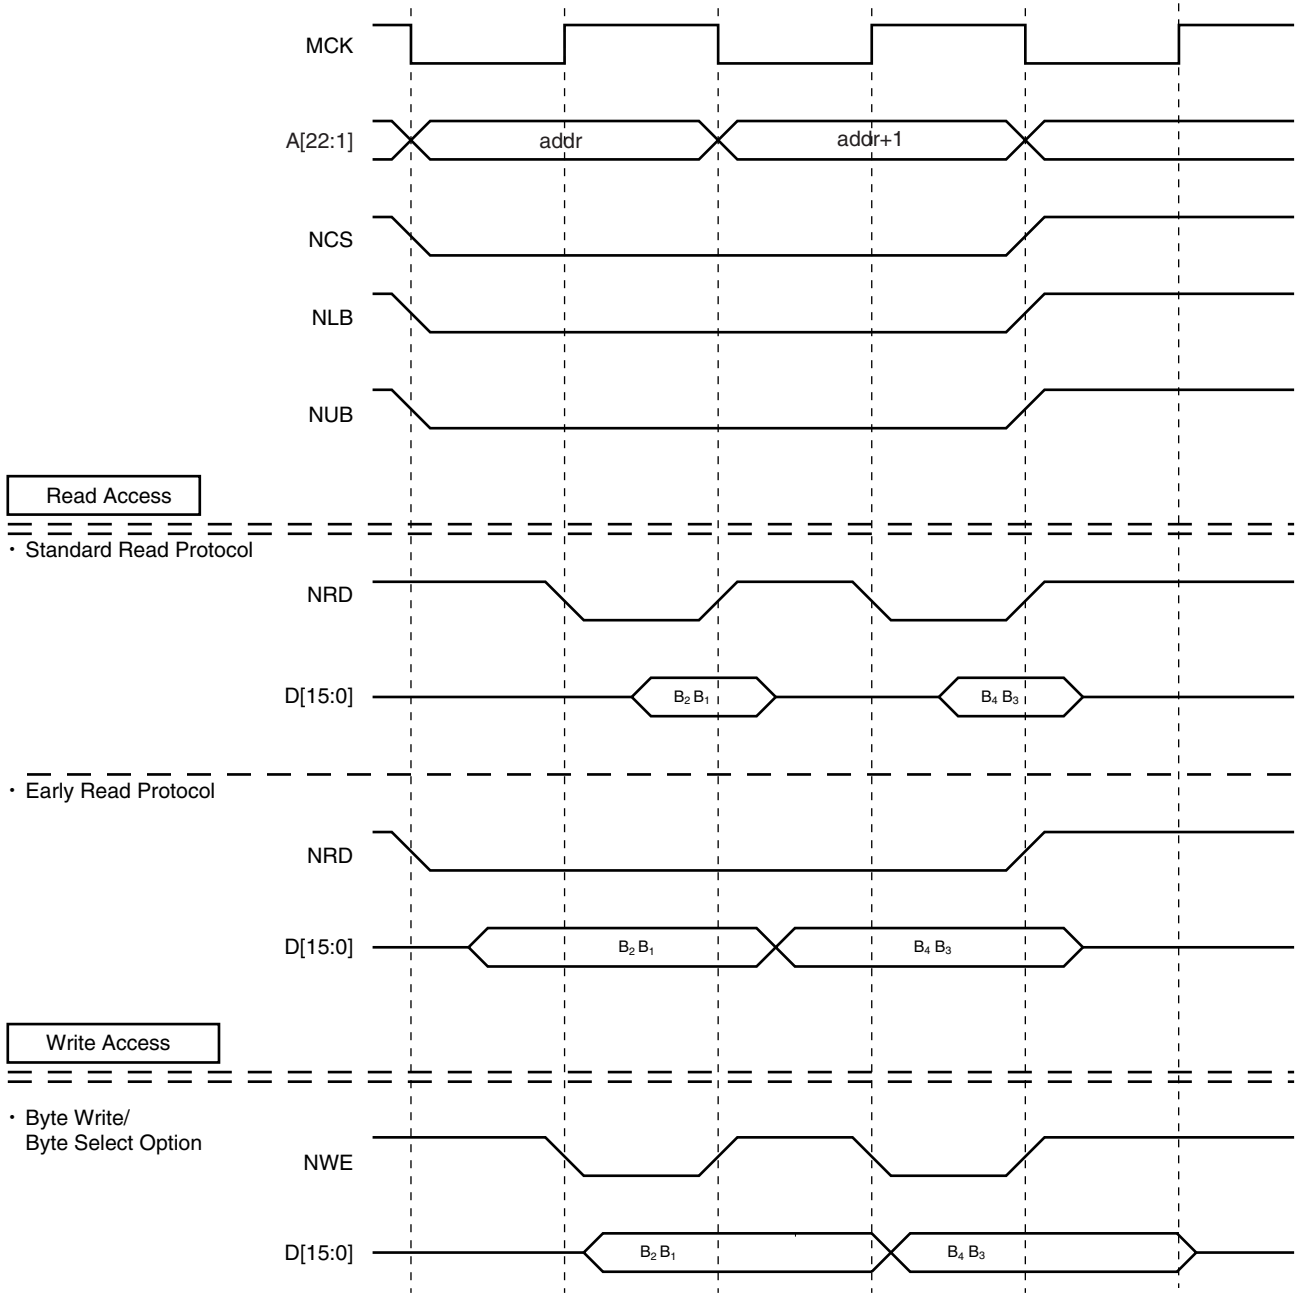 MCK
A[22:1] addr addr+1
NCS
NLB
NUB
Read Access
· Standard Read Protocol
NRD
D[15:0] B₂ B₁ B₄ B₃
· Early Read Protocol
NRD
D[15:0] B₂ B₁ B₄ B₃
Write Access
· Byte Write/
Byte Select Option
NWE
D[15:0] B₂ B₁ B₄ B₃